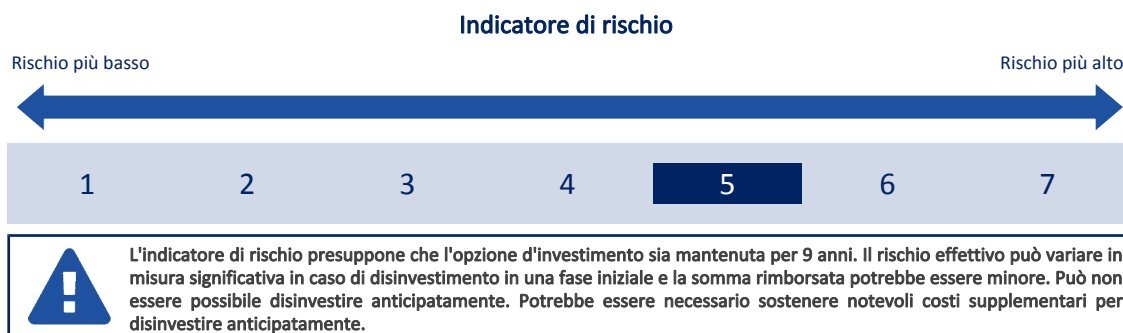 Indicatore di rischio
Rischio più basso
Rischio più alto
1 2 3 4 5 6 7
L'indicatore di rischio presuppone che l'opzione d'investimento sia mantenuta per 9 anni. Il rischio effettivo può variare in
misura significativa in caso di disinvestimento in una fase iniziale e la somma rimborsata potrebbe essere minore. Può non
essere possibile disinvestire anticipatamente. Potrebbe essere necessario sostenere notevoli costi supplementari per
disinvestire anticipatamente.